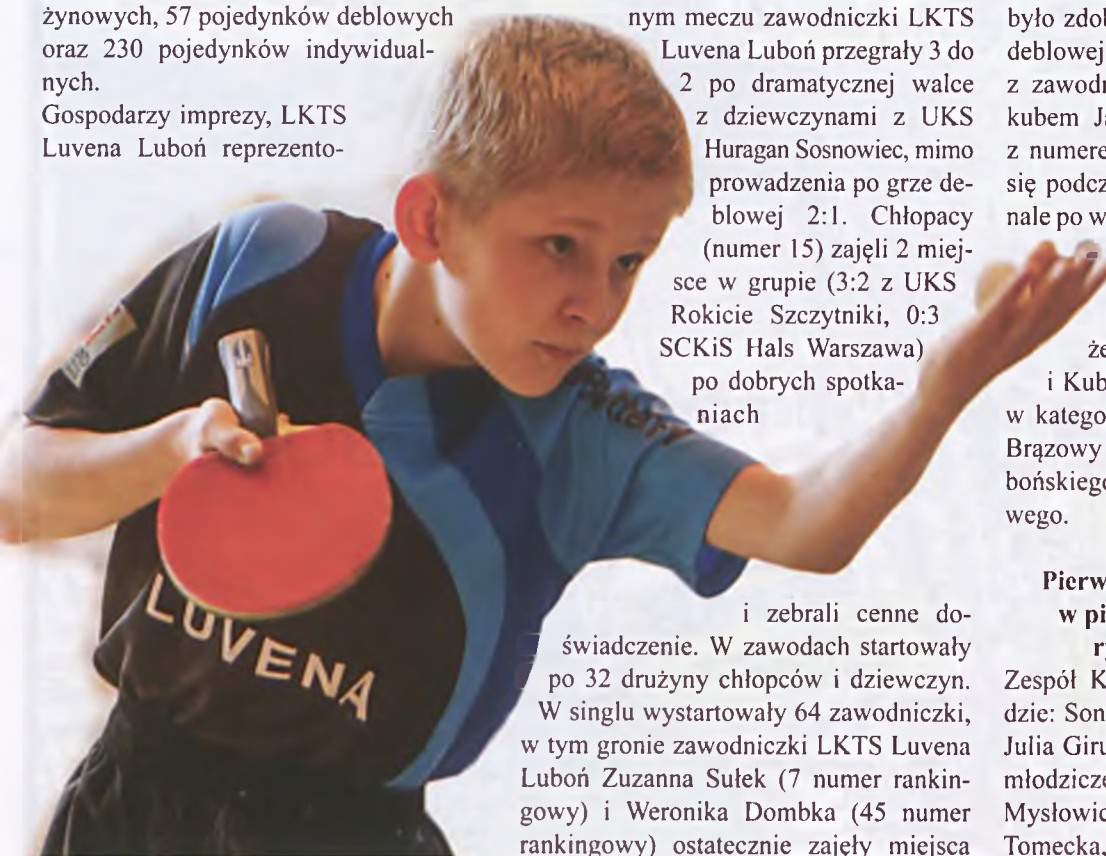 żynowych, 57 pojedynków deblowych
oraz 230 pojedynków indywidual-
nych.
Gospodarzy imprezy, LKTS
Luvena Luboń reprezento-
nym meczu zawodniczki LKTS
Luvena Luboń przegrały 3 do
2 po dramatycznej walce
z dziewczynami z UKS
Huragan Sosnowiec, mimo
prowadzenia po grze de-
blowej 2:1. Chłopacy
(numer 15) zajęli 2 miej-
sce w grupie (3:2 z UKS
Rokicie Szczytniki, 0:3
SCKiS Hals Warszawa)
po dobrych spotka-
niach
i zebrali cenne do-
świadczenie. W zawodach startowały
po 32 drużyny chłopców i dziewczyn.
W singlu wystartowały 64 zawodniczki,
w tym gronie zawodniczki LKTS Luvena
Luboń Zuzanna Sułek (7 numer rankin-
gowy) i Weronika Dombka (45 numer
rankingowy) ostatecznie zajęły miejsca
było zdob
deblowej
z zawodn
kubem Ja
z numere
się podcz
nale po w
że
i Kub
w katego
Brązowy
bońskiego
wego.
Pierw
w pi
r
Zespół K
dzie: Son
Julia Giru
młodzicze
Mysłowic
Tomecka,
Butterfly
LUVENA